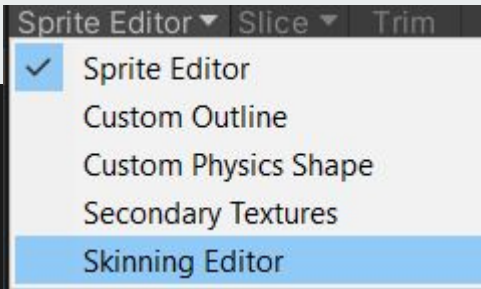 Sprite Editor Slice Trim
Sprite Editor
Custom Outline
Custom Physics Shape
Secondary Textures
Skinning Editor